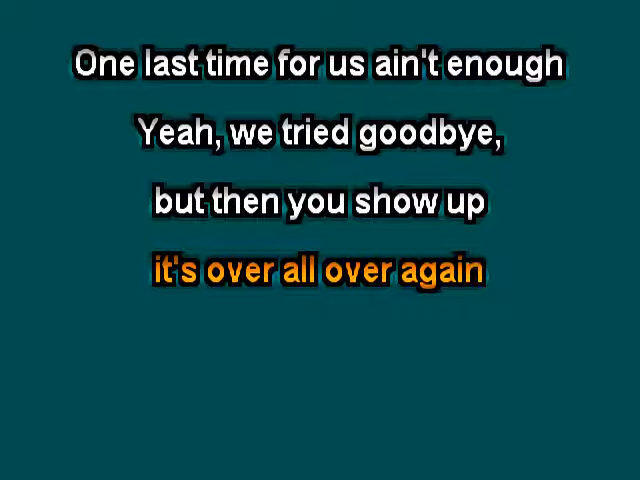 One last time for us ain't enough
Yeah, we tried goodbye,
but then you show up
it's over all over again